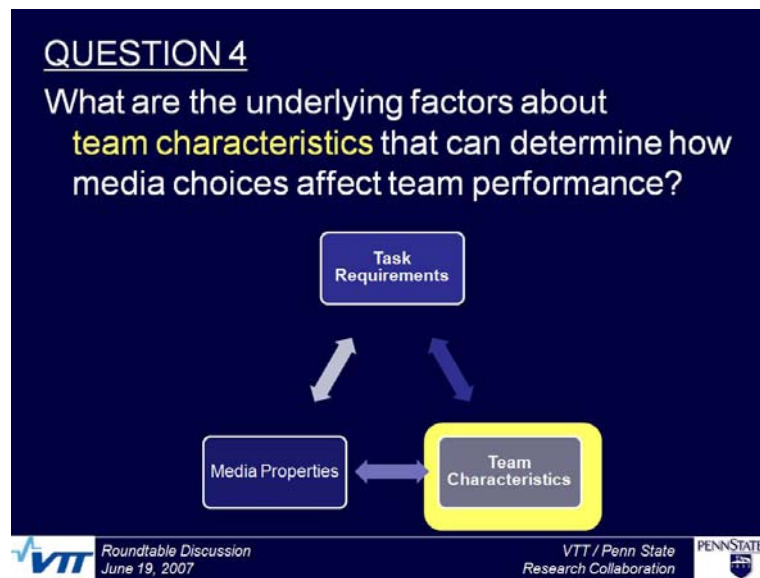 QUESTION 4
What are the underlying factors about
team characteristics that can determine how
media choices affect team performance?
Task
Requirements
Media Properties
Team
Characteristics
VTT
Roundtable Discussion
June 19, 2007
VTT / Penn State
Research Collaboration
PENNSTATE